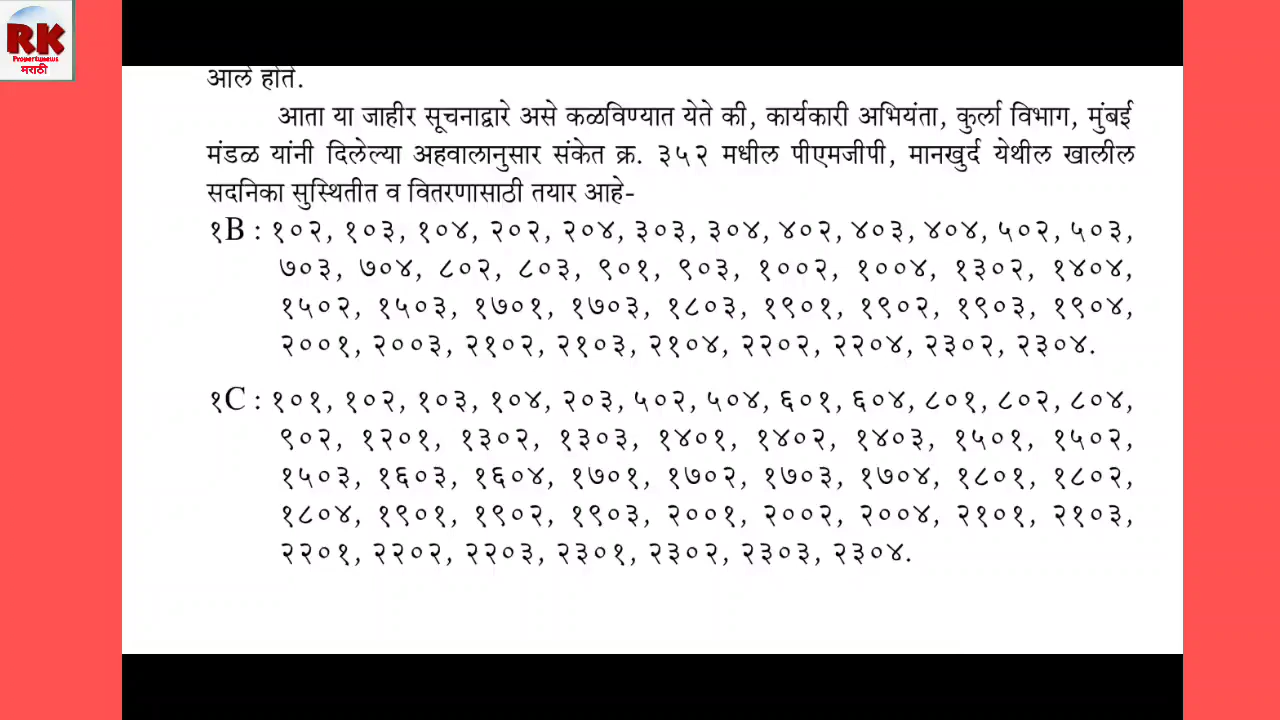 RK
Propertunews
मराठी
आले होते.
आता या जाहीर सूचनाद्वारे असे कळविण्यात येते की, कार्यकारी अभियंता, कुर्ला विभाग, मुंबई
मंडळ यांनी दिलेल्या अहवालानुसार संकेत क्र. ३५२ मधील पीएमजीपी, मानखुर्द येथील खालील
सदनिका सुस्थितीत व वितरणासाठी तयार आहे-
१B : १०२, १०३, १०४, २०२, २०४, ३०३, ३०४, ४०२, ४०३, ४०४, ५०२, ५०३,
७०३, ७०४, ८०२, ८०३, ९०१, ९०३, १००२, १००४, १३०२, १४०४,
१५०२, १५०३, १७०१, १७०३, १८०३, १९०१, १९०२, १९०३, १९०४,
२००१, २००३, २१०२, २१०३, २१०४, २२०२, २२०४, २३०२, २३०४.
१C : १०१, १०२, १०३, १०४, २०३, ५०२, ५०४, ६०१, ६०४, ८०१, ८०२, ८०४,
९०२, १२०१, १३०२, १३०३, १४०१, १४०२, १४०३, १५०१, १५०२,
१५०३, १६०३, १६०४, १७०१, १७०२, १७०३, १७०४, १८०१, १८०२,
१८०४, १९०१, १९०२, १९०३, २००१, २००२, २००४, २१०१, २१०३,
२२०१, २२०२, २२०३, २३०१, २३०२, २३०३, २३०४.